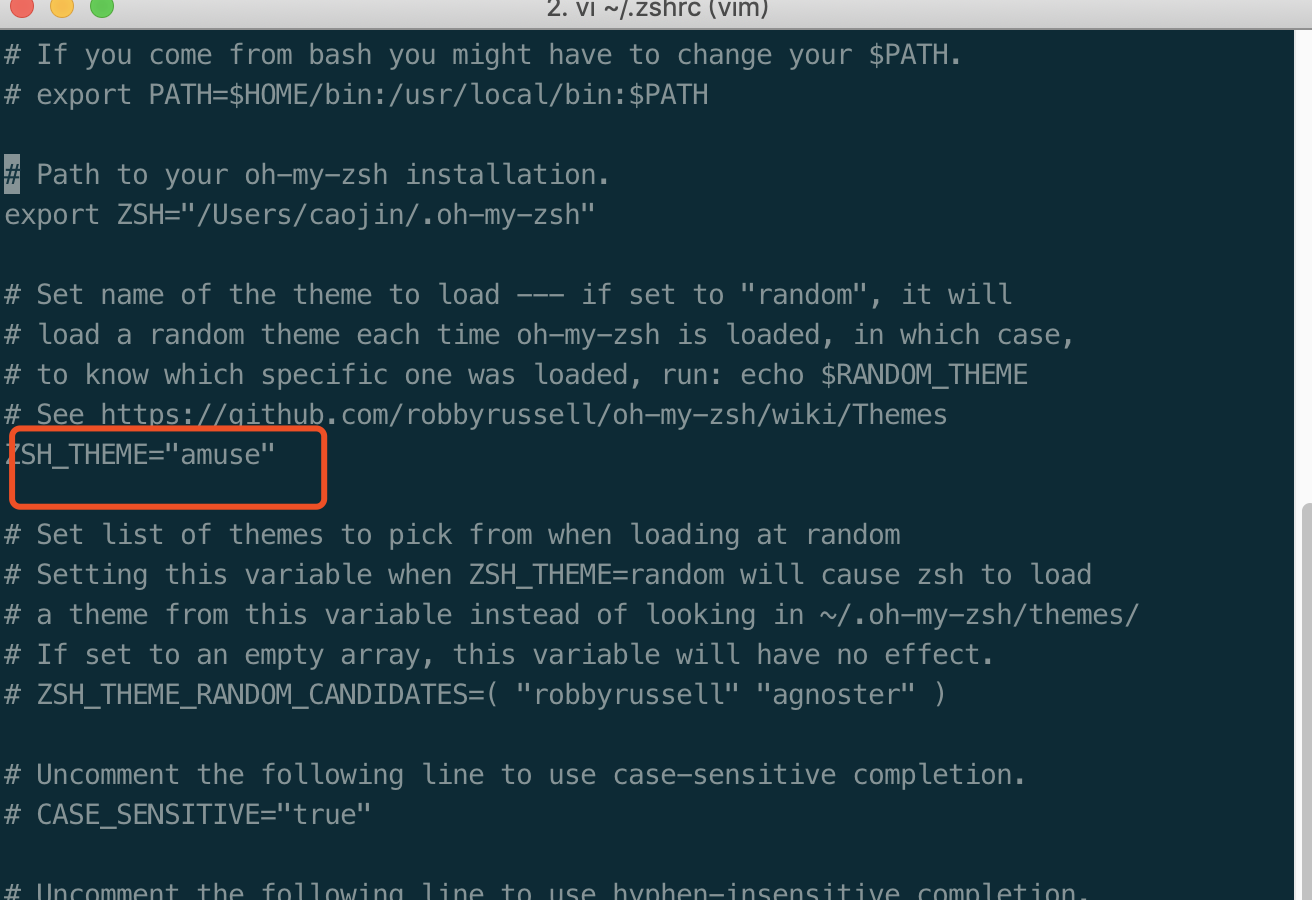 2. vi ~/.zshrc (vim)
# If you come from bash you might have to change your $PATH.
# export PATH=$HOME/bin:/usr/local/bin:$PATH
# Path to your oh-my-zsh installation.
export ZSH="/Users/caojin/.oh-my-zsh"
# Set name of the theme to load --- if set to "random", it will
# load a random theme each time oh-my-zsh is loaded, in which case,
# to know which specific one was loaded, run: echo $RANDOM_THEME
# See https://github.com/robbyrussell/oh-my-zsh/wiki/Themes
ZSH_THEME="amuse"
# Set list of themes to pick from when loading at random
# Setting this variable when ZSH_THEME=random will cause zsh to load
# a theme from this variable instead of looking in ~/.oh-my-zsh/themes/
# If set to an empty array, this variable will have no effect.
# ZSH_THEME_RANDOM_CANDIDATES=( "robbyrussell" "agnoster" )
# Uncomment the following line to use case-sensitive completion.
# CASE_SENSITIVE="true"
# Uncomment the following line to use hyphen-insensitive completion.